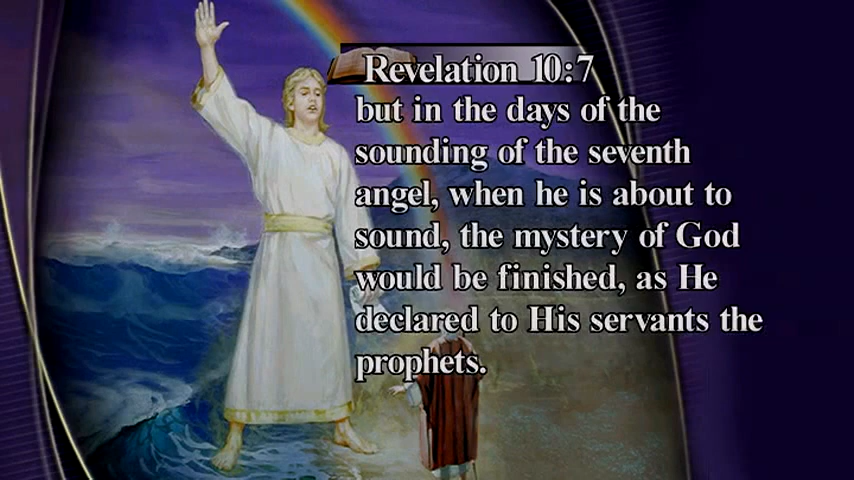 Revelation 10:7
but in the days of the
sounding of the seventh
angel, when he is about to
sound, the mystery of God
would be finished, as He
declared to His servants the
prophets.